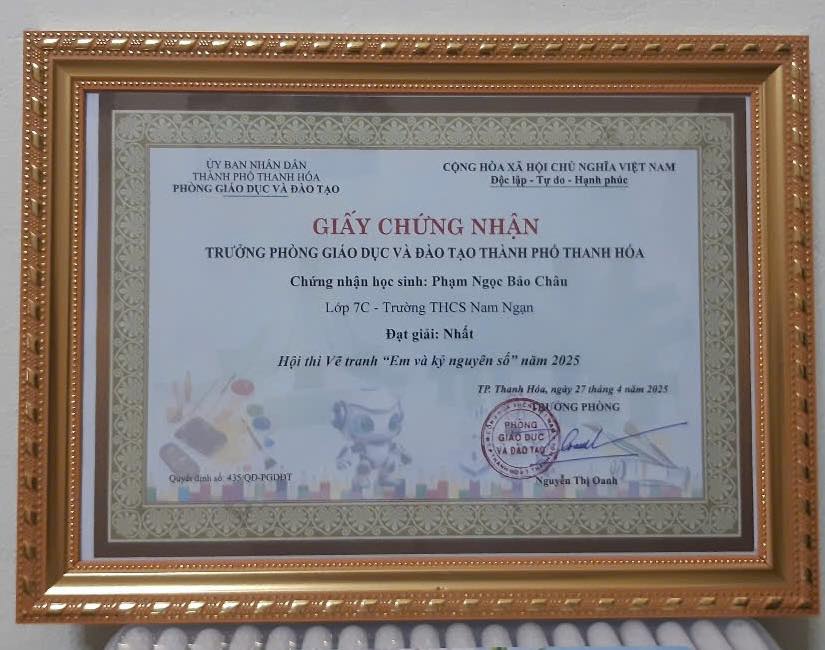 ỦY BAN NHÂN DÂN
THÀNH PHỐ THANH HÓA
PHÒNG GIÁO DỤC VÀ ĐÀO TẠO
CỘNG HÒA XÃ HỘI CHỦ NGHĨA VIỆT NAM
Độc lập - Tự do - Hạnh phúc
GIẤY CHỨNG NHẬN
TRƯỞNG PHÒNG GIÁO DỤC VÀ ĐÀO TẠO THÀNH PHỐ THANH HÓA
Chứng nhận học sinh: Phạm Ngọc Bảo Châu
Lớp 7C - Trường THCS Nam Ngạn
Đạt giải: Nhất
Hội thi Vẽ tranh “Em và kỷ nguyên số” năm 2025
TP. Thanh Hóa, ngày 27 tháng 4 năm 2025
TRƯỞNG PHÒNG
PHÒNG
GIÁO DỤC
VÀ ĐÀO TẠO
Nguyễn Thị Oanh
Quyết định số: 435/QĐ-PGDĐT